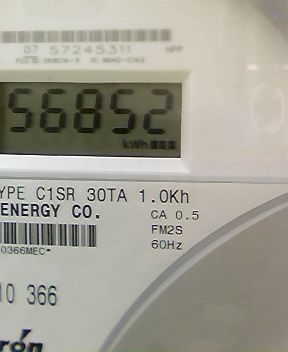 07 57245311
56852
kWh
YPE C1SR 30TA 1.0Kh
ENERGY CO. CA 0.5
FM2S
60Hz
0366MEC*
10 366
rón